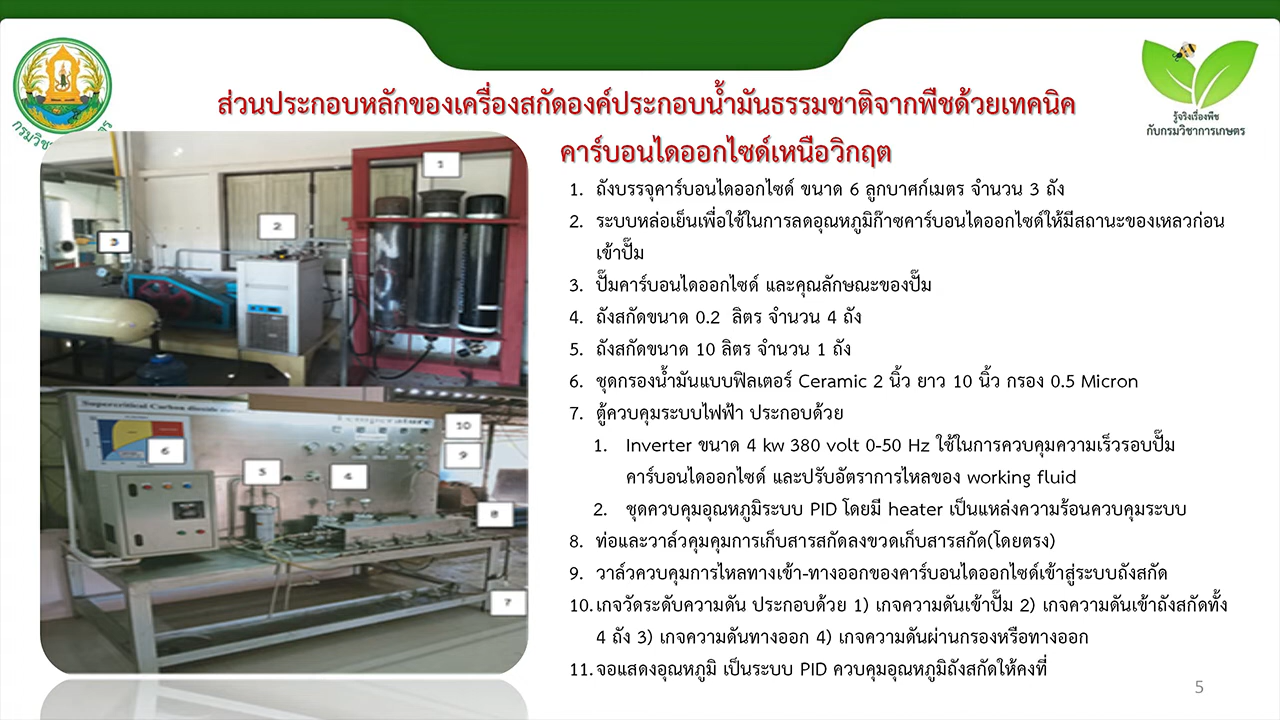 ส่วนประกอบหลักของเครื่องสกัดองค์ประกอบน้ำมันธรรมชาติจากพืชด้วยเทคนิค
คาร์บอนไดออกไซด์เหนือวิกฤต
รู้จริงเรื่องพืช
กับกรมวิชาการเกษตร
1. ถังบรรจุคาร์บอนไดออกไซด์ ขนาด 6 ลูกบาศก์เมตร จำนวน 3 ถัง
2. ระบบหล่อเย็นเพื่อใช้ในการลดอุณหภูมิก๊าซคาร์บอนไดออกไซด์ให้มีสถานะของเหลวก่อน
เข้าปั๊ม
3. ปั๊มคาร์บอนไดออกไซด์ และคุณลักษณะของปั๊ม
4. ถังสกัดขนาด 0.2 ลิตร จำนวน 4 ถัง
5. ถังสกัดขนาด 10 ลิตร จำนวน 1 ถัง
6. ชุดกรองน้ำมันแบบฟิลเตอร์ Ceramic 2 นิ้ว ยาว 10 นิ้ว กรอง 0.5 Micron
7. ตู้ควบคุมระบบไฟฟ้า ประกอบด้วย
1. Inverter ขนาด 4 kw 380 volt 0-50 Hz ใช้ในการควบคุมความเร็วรอบปั๊ม
คาร์บอนไดออกไซด์ และปรับอัตราการไหลของ working fluid
2. ชุดควบคุมอุณหภูมิระบบ PID โดยมี heater เป็นแหล่งความร้อนควบคุมระบบ
8. ท่อและวาล์วคุมคุมการเก็บสารสกัดลงขวดเก็บสารสกัด(โดยตรง)
9. วาล์วควบคุมการไหลทางเข้า-ทางออกของคาร์บอนไดออกไซด์เข้าสู่ระบบถังสกัด
10. เกจวัดระดับความดัน ประกอบด้วย 1) เกจความดันเข้าปั๊ม 2) เกจความดันเข้าถังสกัดทั้ง
4 ถัง 3) เกจความดันทางออก 4) เกจความดันผ่านกรองหรือทางออก
11. จอแสดงอุณหภูมิ เป็นระบบ PID ควบคุมอุณหภูมิถังสกัดให้คงที่
1
2
3
Supercritical Carbon dioxide
Temperature
10
9
6
5
4
8
7
5